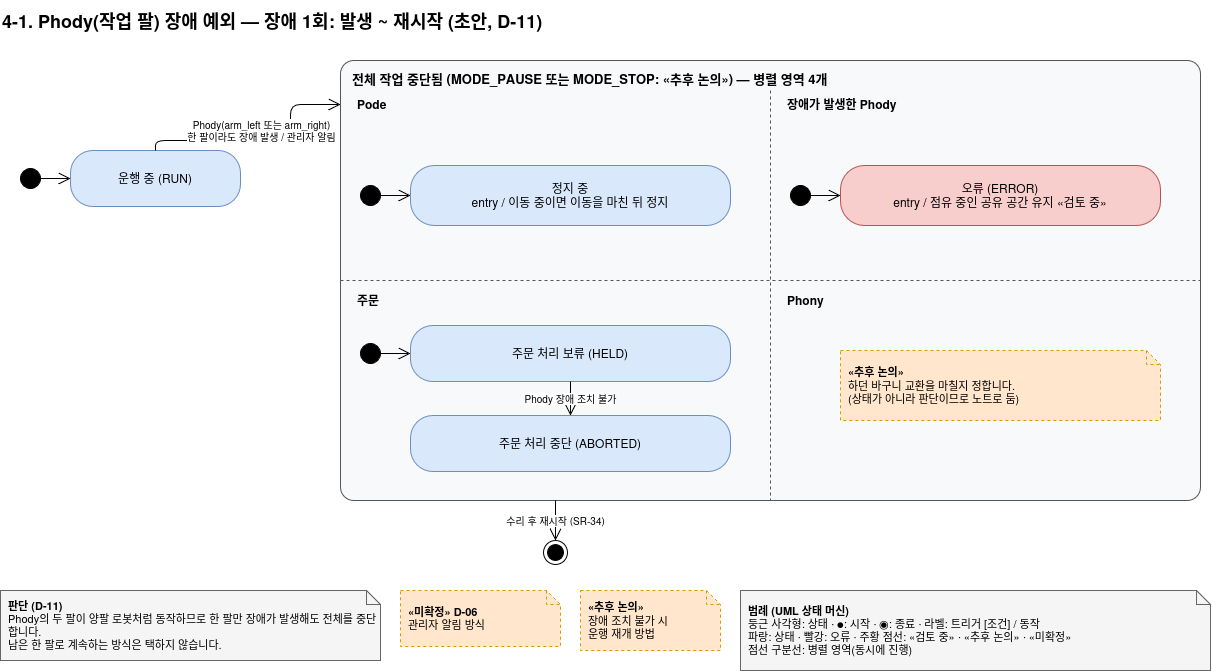 4-1. Phody(작업 팔) 장애 예외 — 장애 1회: 발생 ~ 재시작 (초안, D-11)
전체 작업 중단됨 (MODE_PAUSE 또는 MODE_STOP: «추후 논의») — 병렬 영역 4개
Pode
장애가 발생한 Phody
Phody(arm_left 또는 arm_right)
한 팔이라도 장애 발생 / 관리자 알림
운행 중 (RUN)
정지 중
entry / 이동 중이면 이동을 마친 뒤 정지
오류 (ERROR)
entry / 점유 중인 공유 공간 유지 «검토 중»
주문
Phony
주문 처리 보류 (HELD)
Phody 장애 조치 불가
주문 처리 중단 (ABORTED)
«추후 논의»
하던 바구니 교환을 마칠지 정합니다.
(상태가 아니라 판단이므로 노트로 둠)
수리 후 재시작 (SR-34)
판단 (D-11)
Phody의 두 팔이 양팔 로봇처럼 동작하므로 한 팔만 장애가 발생해도 전체를 중단
합니다.
남은 한 팔로 계속하는 방식은 택하지 않습니다.
«미확정» D-06
관리자 알림 방식
«추후 논의»
장애 조치 불가 시
운행 재개 방법
범례 (UML 상태 머신)
둥근 사각형: 상태 · ●: 시작 · ◉: 종료 · 라벨: 트리거 [조건] / 동작
파랑: 상태 · 빨강: 오류 · 주황 점선: «검토 중» · «추후 논의» · «미확정»
점선 구분선: 병렬 영역(동시에 진행)